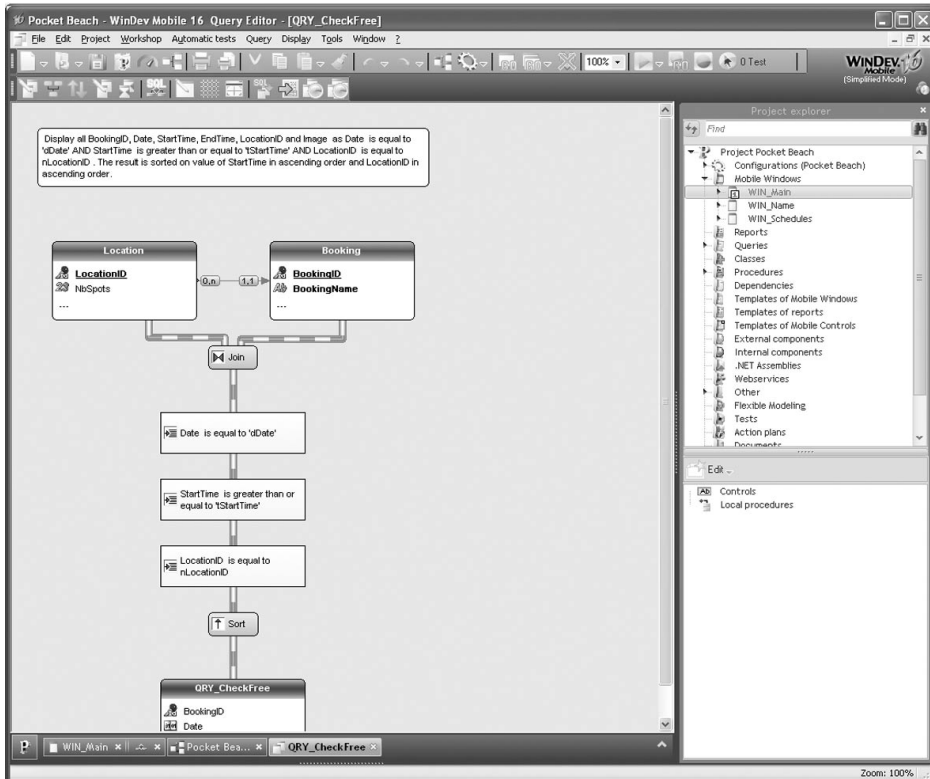 Pocket Beach - WinDev Mobile 16 Query Editor - [QRY_CheckFree]
File Edit Project Workshop Automatic tests Query Display Tools Window ?
100%
0 Test
WINDEV
Mobile
(Simplified Mode)
SQL
SQL
Display all BookingID, Date, StartTime, EndTime, LocationID and Image as Date is equal to
'dDate' AND StartTime is greater than or equal to 'tStartTime' AND LocationID is equal to
nLocationID . The result is sorted on value of StartTime in ascending order and LocationID in
ascending order.
Location
LocationID
NbSpots
...
0,n
1,1
Booking
BookingID
BookingName
...
Join
Date is equal to 'dDate'
StartTime is greater than or
equal to 'tStartTime'
LocationID is equal to
nLocationID
Sort
QRY_CheckFree
BookingID
Date
Project explorer
Find
Project Pocket Beach
Configurations (Pocket Beach)
Mobile Windows
WIN_Main
WIN_Name
WIN_Schedules
Reports
Queries
Classes
Procedures
Dependencies
Templates of Mobile Windows
Templates of reports
Templates of Mobile Controls
External components
Internal components
.NET Assemblies
Webservices
Other
Flexible Modeling
Tests
Action plans
Documents
Edit
Controls
Local procedures
WIN_Main
Pocket Bea...
QRY_CheckFree
Zoom: 100%